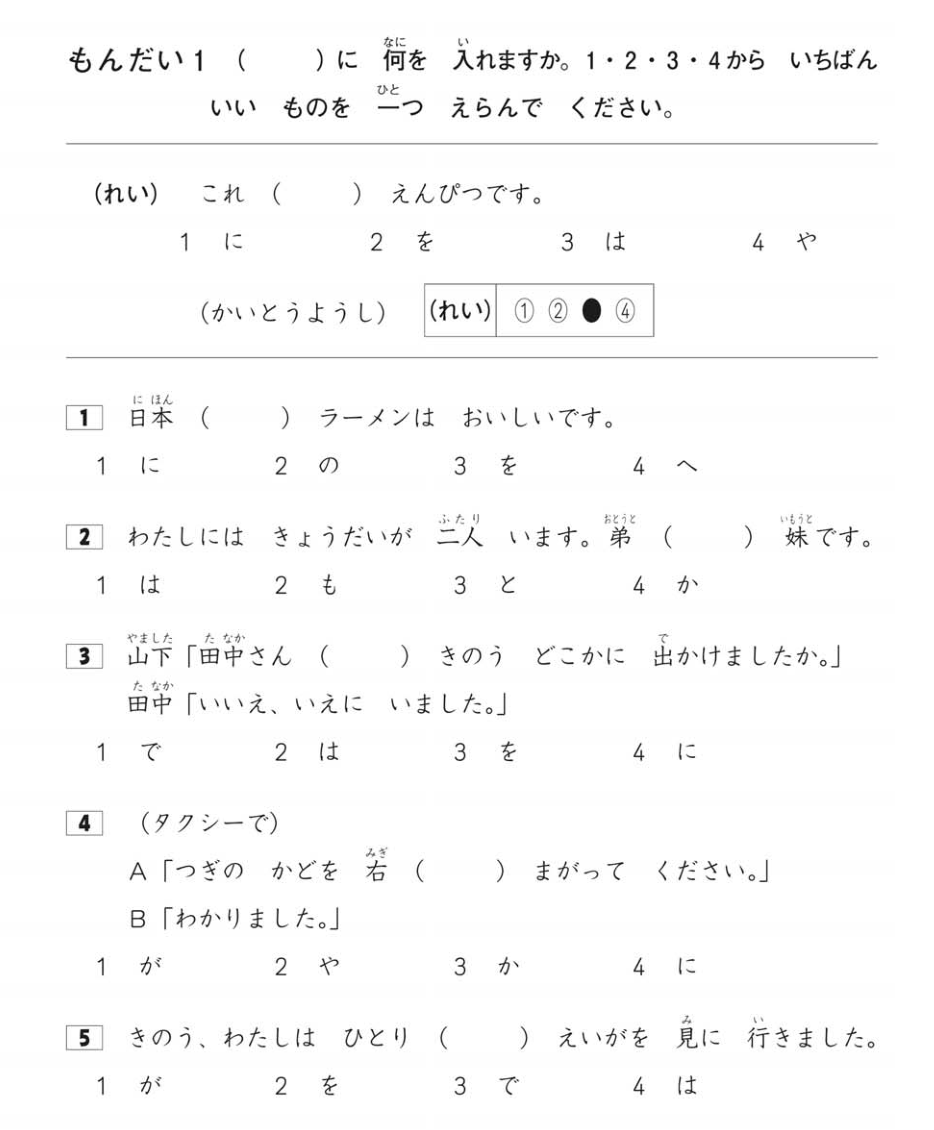 もんだい1 （　　）に 何を 入れますか。1・2・3・4から いちばん
いい ものを 一つ えらんで ください。
（れい） これ （　　） えんぴつです。
1 に 2 を 3 は 4 や
（かいとうようし） （れい） ① ② ● ④
1 日本 （　　） ラーメンは おいしいです。
1 に 2 の 3 を 4 へ
2 わたしには きょうだいが 二人 います。弟 （　　） 妹です。
1 は 2 も 3 と 4 か
3 山下「田中さん （　　） きのう どこかに 出かけましたか。」
田中「いいえ、いえに いました。」
1 で 2 は 3 を 4 に
4 （タクシーで）
A「つぎの かどを 右 （　　） まがって ください。」
B「わかりました。」
1 が 2 や 3 か 4 に
5 きのう、わたしは ひとり （　　） えいがを 見に 行きました。
1 が 2 を 3 で 4 は